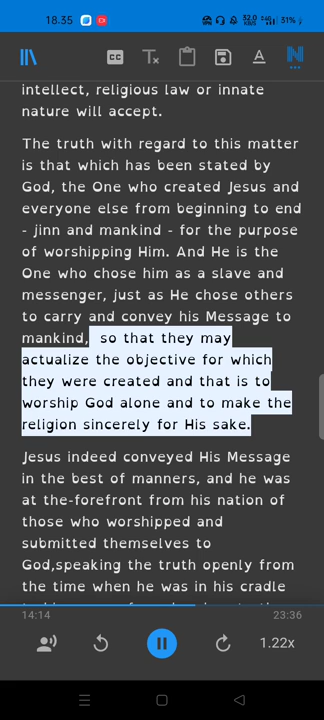 18.35
32.0
51%
CC
A
N
intellect, religious law or innate
nature will accept.
The truth with regard to this matter
is that which has been stated by
God, the One who created Jesus and
everyone else from beginning to end
- jinn and mankind - for the purpose
of worshipping Him. And He is the
One who chose him as a slave and
messenger, just as He chose others
to carry and convey his Message to
mankind, so that they may
actualize the objective for which
they were created and that is to
worship God alone and to make the
religion sincerely for His sake.
Jesus indeed conveyed His Message
in the best of manners, and he was
at the-forefront from his nation of
those who worshipped and
submitted themselves to
God,speaking the truth openly from
the time when he was in his cradle
14:14
23:36
1.22x